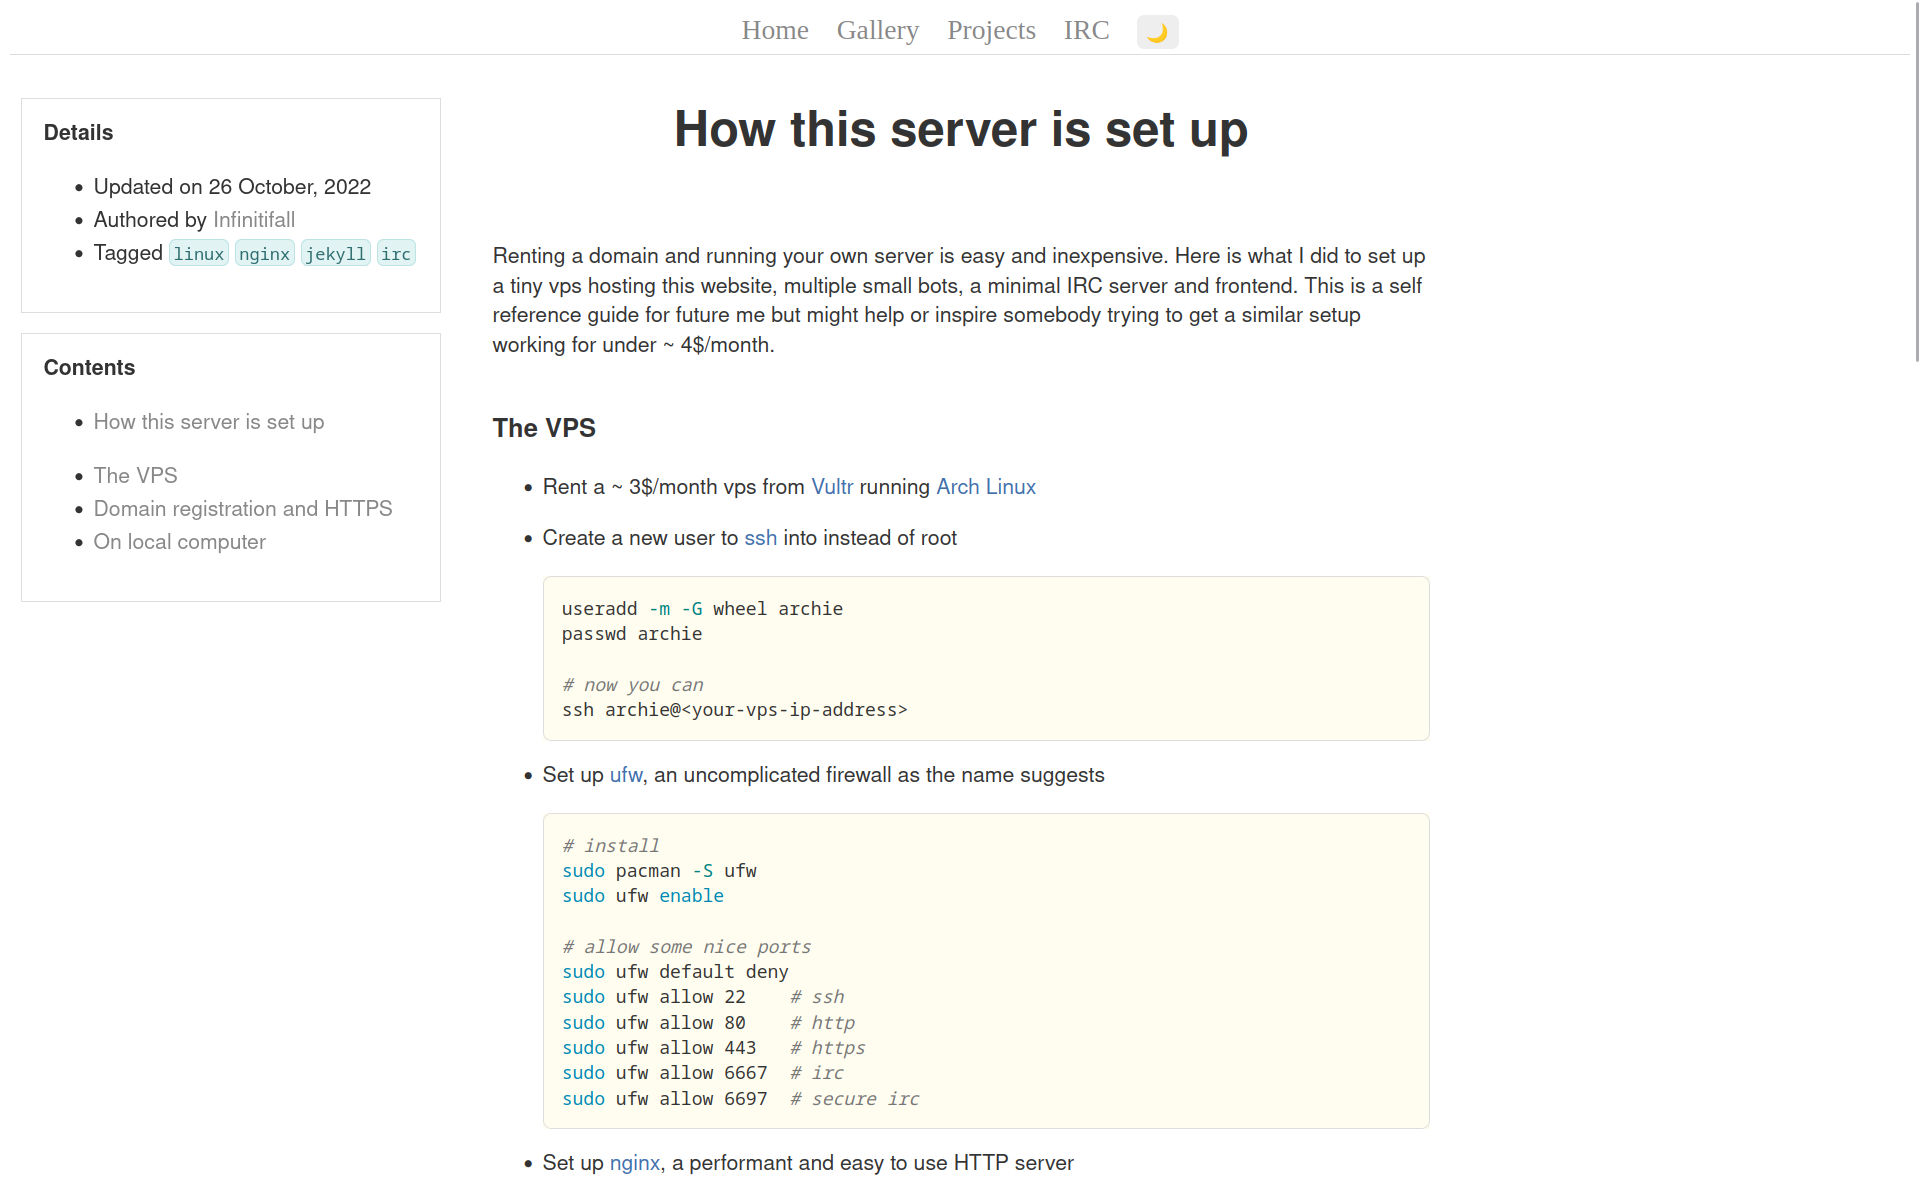 Home Gallery Projects IRC
Details
Updated on 26 October, 2022
Authored by Infinitifall
Tagged linux nginx jekyll irc
Contents
How this server is set up
The VPS
Domain registration and HTTPS
On local computer
How this server is set up
Renting a domain and running your own server is easy and inexpensive. Here is what I did to set up
a tiny vps hosting this website, multiple small bots, a minimal IRC server and frontend. This is a self
reference guide for future me but might help or inspire somebody trying to get a similar setup
working for under ~ 4$/month.
The VPS
Rent a ~ 3$/month vps from Vultr running Arch Linux
Create a new user to ssh into instead of root
useradd -m -G wheel archie
passwd archie
# now you can
ssh archie@<your-vps-ip-address>
Set up ufw, an uncomplicated firewall as the name suggests
# install
sudo pacman -S ufw
sudo ufw enable
# allow some nice ports
sudo ufw default deny
sudo ufw allow 22    # ssh
sudo ufw allow 80    # http
sudo ufw allow 443   # https
sudo ufw allow 6667  # irc
sudo ufw allow 6697  # secure irc
Set up nginx, a performant and easy to use HTTP server